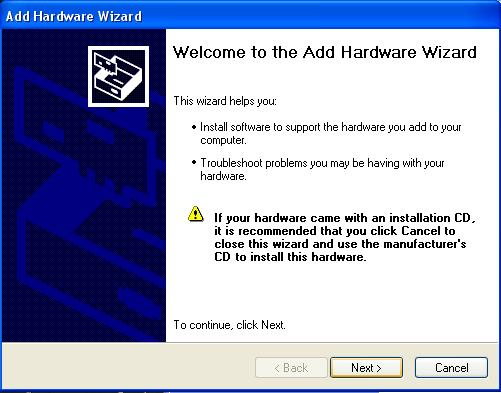 Add Hardware Wizard
Welcome to the Add Hardware Wizard
This wizard helps you:
• Install software to support the hardware you add to your
computer.
• Troubleshoot problems you may be having with your
hardware.
If your hardware came with an installation CD,
it is recommended that you click Cancel to
close this wizard and use the manufacturer's
CD to install this hardware.
To continue, click Next.
< Back Next > Cancel